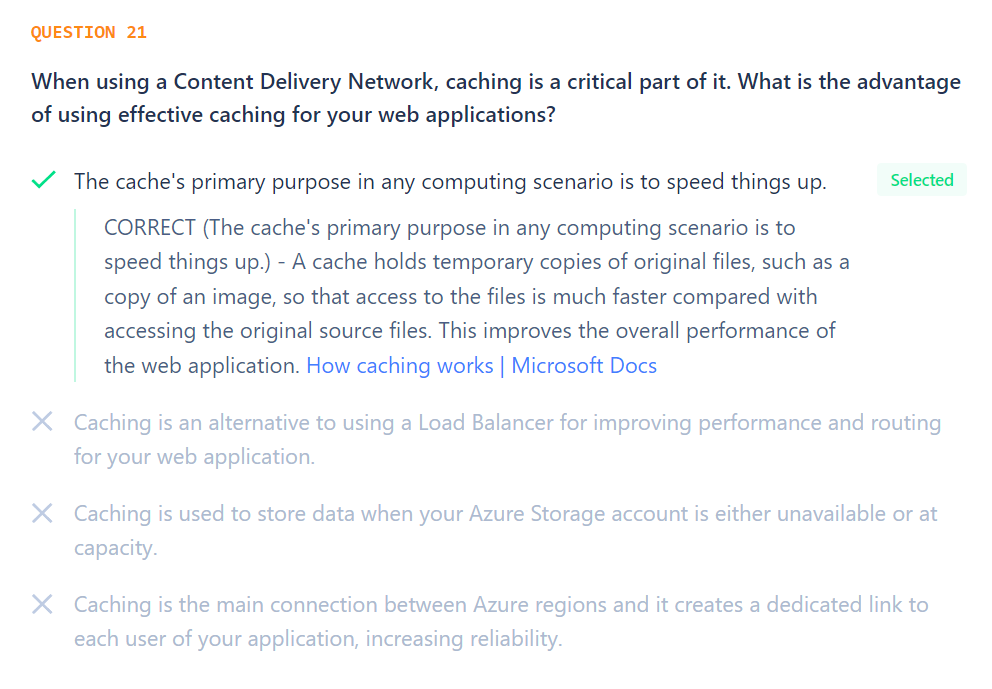 QUESTION 21
When using a Content Delivery Network, caching is a critical part of it. What is the advantage
of using effective caching for your web applications?
The cache's primary purpose in any computing scenario is to speed things up.
Selected
CORRECT (The cache's primary purpose in any computing scenario is to
speed things up.) - A cache holds temporary copies of original files, such as a
copy of an image, so that access to the files is much faster compared with
accessing the original source files. This improves the overall performance of
the web application. How caching works | Microsoft Docs
Caching is an alternative to using a Load Balancer for improving performance and routing
for your web application.
Caching is used to store data when your Azure Storage account is either unavailable or at
capacity.
Caching is the main connection between Azure regions and it creates a dedicated link to
each user of your application, increasing reliability.